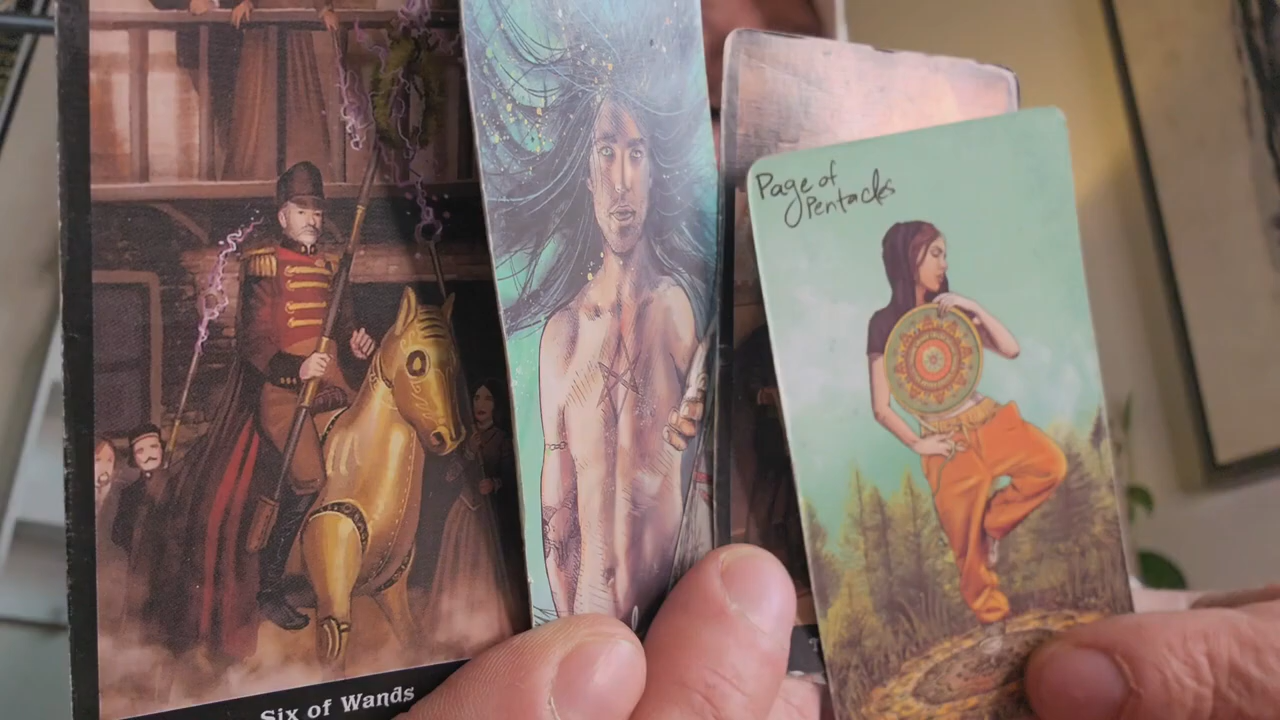 Six of Wands
Page of
Pentacles